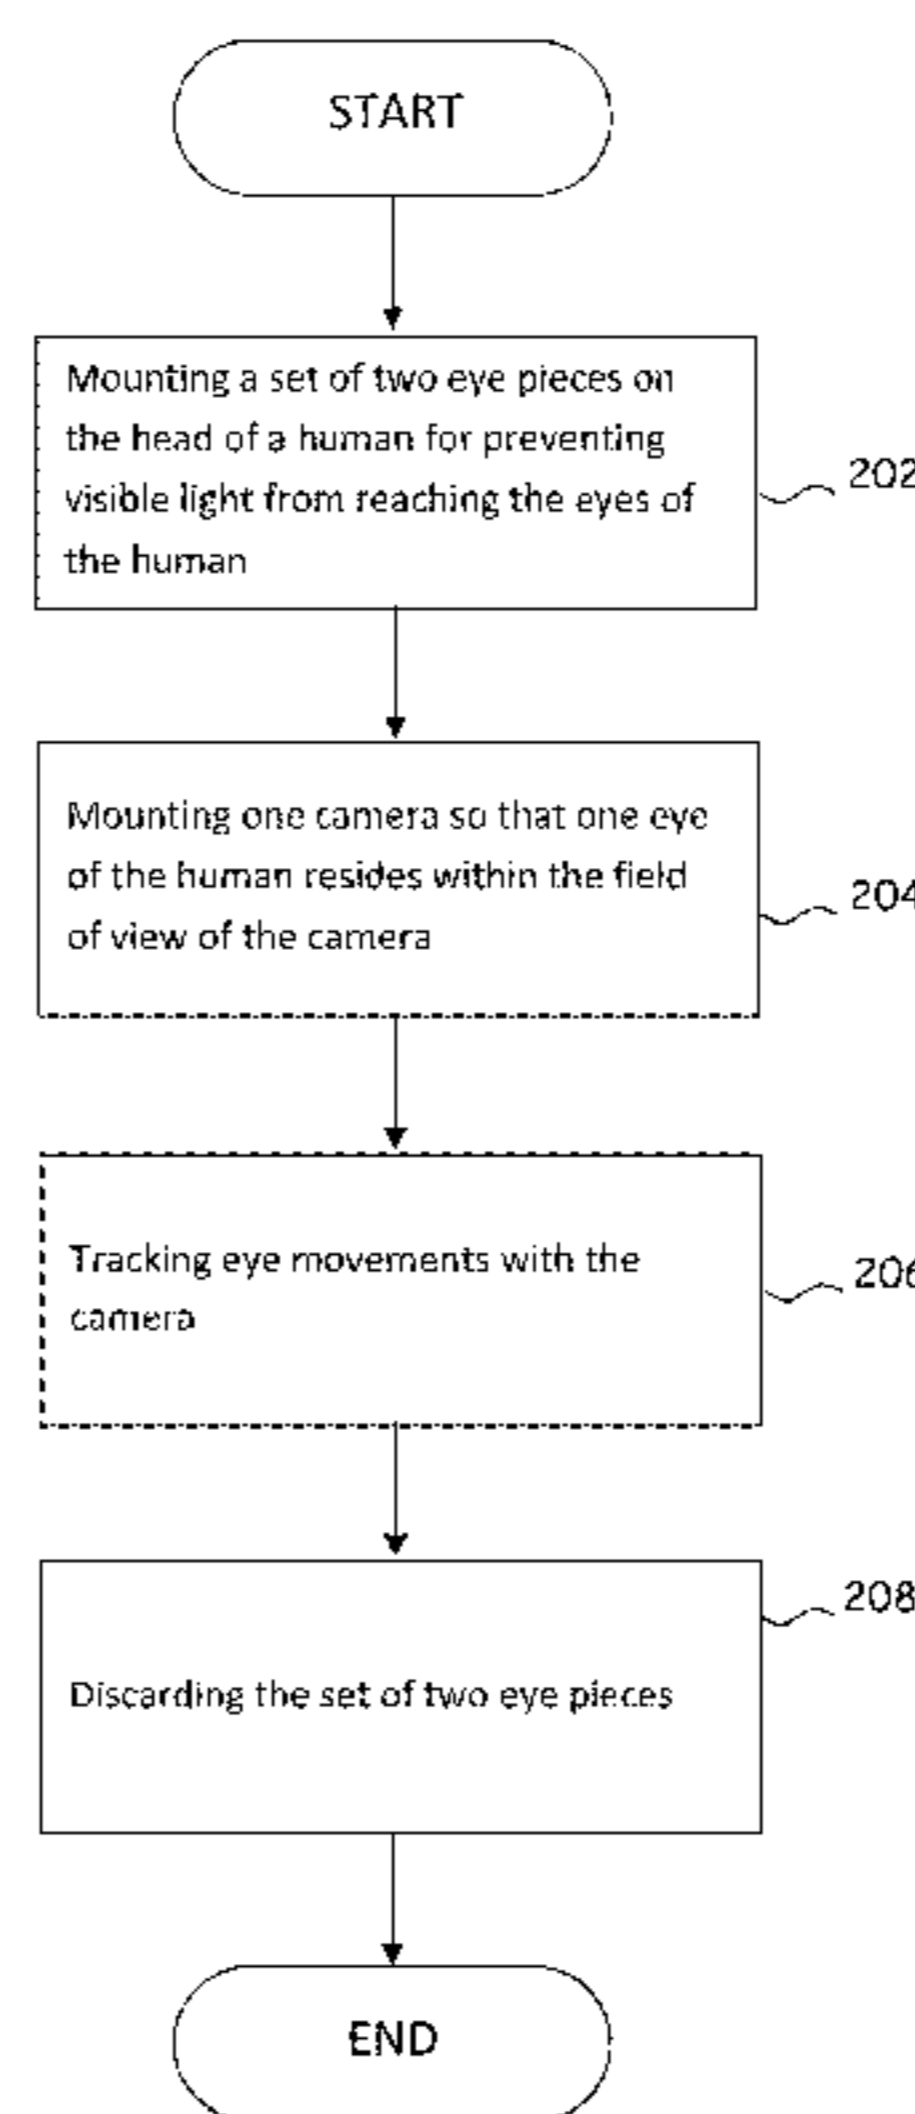 START
Mounting a set of two eye pieces on
the head of a human for preventing
visible light from reaching the eyes of
the human
202
Mounting one camera so that one eye
of the human resides within the field
of view of the camera
204
Tracking eye movements with the
camera
206
Discarding the set of two eye pieces
208
END